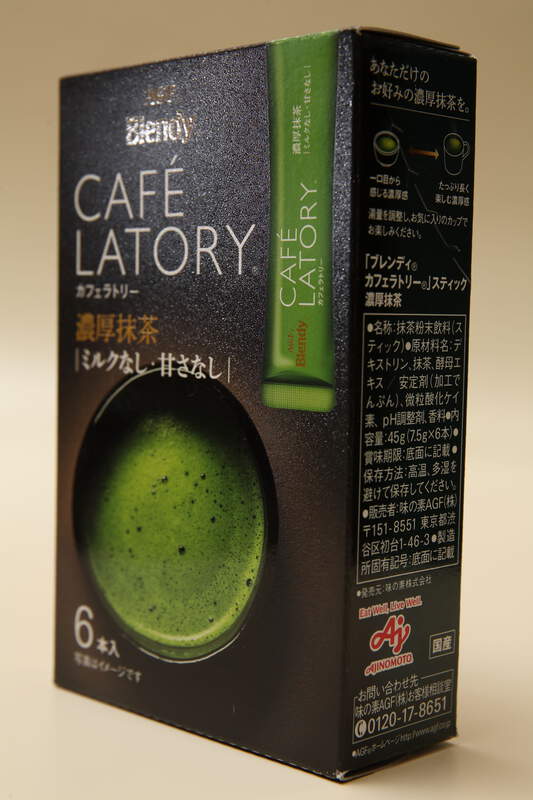 AGF
Blendy
CAFÉ
LATORY®
カフェラトリー
濃厚抹茶
|ミルクなし・甘さなし|
6本入
写真はイメージです
濃厚抹茶
|ミルクなし・甘さなし|
CAFÉ
LATORY®
カフェラトリー
AGF
Blendy
あなただけの
お好みの濃厚抹茶を。
一口目から
感じる濃厚感
たっぷり長く
楽しむ濃厚感
湯量を調整し、お気に入りのカップで
お楽しみください。
「ブレンディ®
カフェラトリー®」スティック
濃厚抹茶
●名称:抹茶粉末飲料(ス
ティック)●原材料名:デ
キストリン、抹茶、酵母エ
キス/安定剤(加工で
んぷん)、微粒酸化ケイ
素、pH調整剤、香料●内
容量:45g(7.5g×6本)●
賞味期限:底面に記載●
保存方法:高温、多湿を
避けて保存してください。
●販売者:味の素AGF(株)
〒151-8551 東京都渋
谷区初台1-46-3●製造
所固有記号:底面に記載
●発売元:味の素株式会社
Eat Well, Live Well.
Aj
AJINOMOTO
国産
お問い合わせ先
味の素AGF(株)お客様相談室
0120-17-8651
●AGF®ホームページ http://www.agf.co.jp